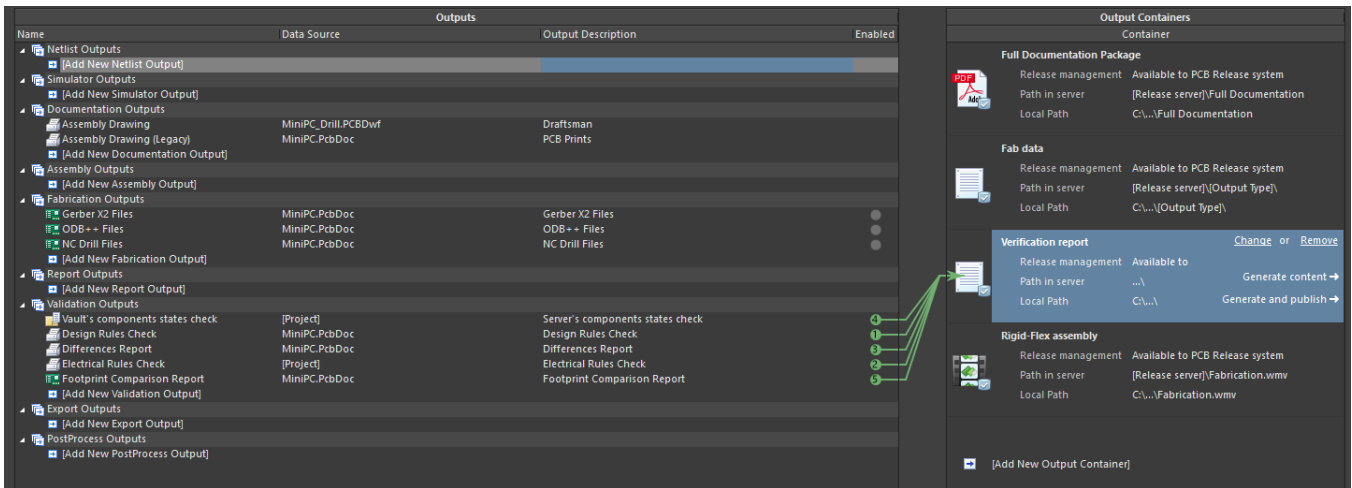 Outputs
Name Data Source Output Description Enabled
Netlist Outputs
[Add New Netlist Output]
Simulator Outputs
[Add New Simulator Output]
Documentation Outputs
Assembly Drawing MiniPC_Drill.PCBDwf Draftsman
Assembly Drawing (Legacy) MiniPC.PcbDoc PCB Prints
[Add New Documentation Output]
Assembly Outputs
[Add New Assembly Output]
Fabrication Outputs
Gerber X2 Files MiniPC.PcbDoc Gerber X2 Files
ODB++ Files MiniPC.PcbDoc ODB++ Files
NC Drill Files MiniPC.PcbDoc NC Drill Files
[Add New Fabrication Output]
Report Outputs
[Add New Report Output]
Validation Outputs
Vault's components states check [Project] Server's components states check 4
Design Rules Check MiniPC.PcbDoc Design Rules Check 1
Differences Report MiniPC.PcbDoc Differences Report 3
Electrical Rules Check [Project] Electrical Rules Check 2
Footprint Comparison Report MiniPC.PcbDoc Footprint Comparison Report 5
[Add New Validation Output]
Export Outputs
[Add New Export Output]
PostProcess Outputs
[Add New PostProcess Output]
Output Containers
Container
Full Documentation Package
PDF
Adob
Release management Available to PCB Release system
Path in server [Release server]\Full Documentation
Local Path C:\...\Full Documentation
Fab data
Release management Available to PCB Release system
Path in server [Release server]\[Output Type]\
Local Path C:\...\[Output Type]\
Verification report Change or Remove
Release management Available to
Path in server ...\ Generate content
Local Path C:\...\ Generate and publish
Rigid-Flex assembly
Release management Available to PCB Release system
Path in server [Release server]\Fabrication.wmv
Local Path C:\...\Fabrication.wmv
[Add New Output Container]